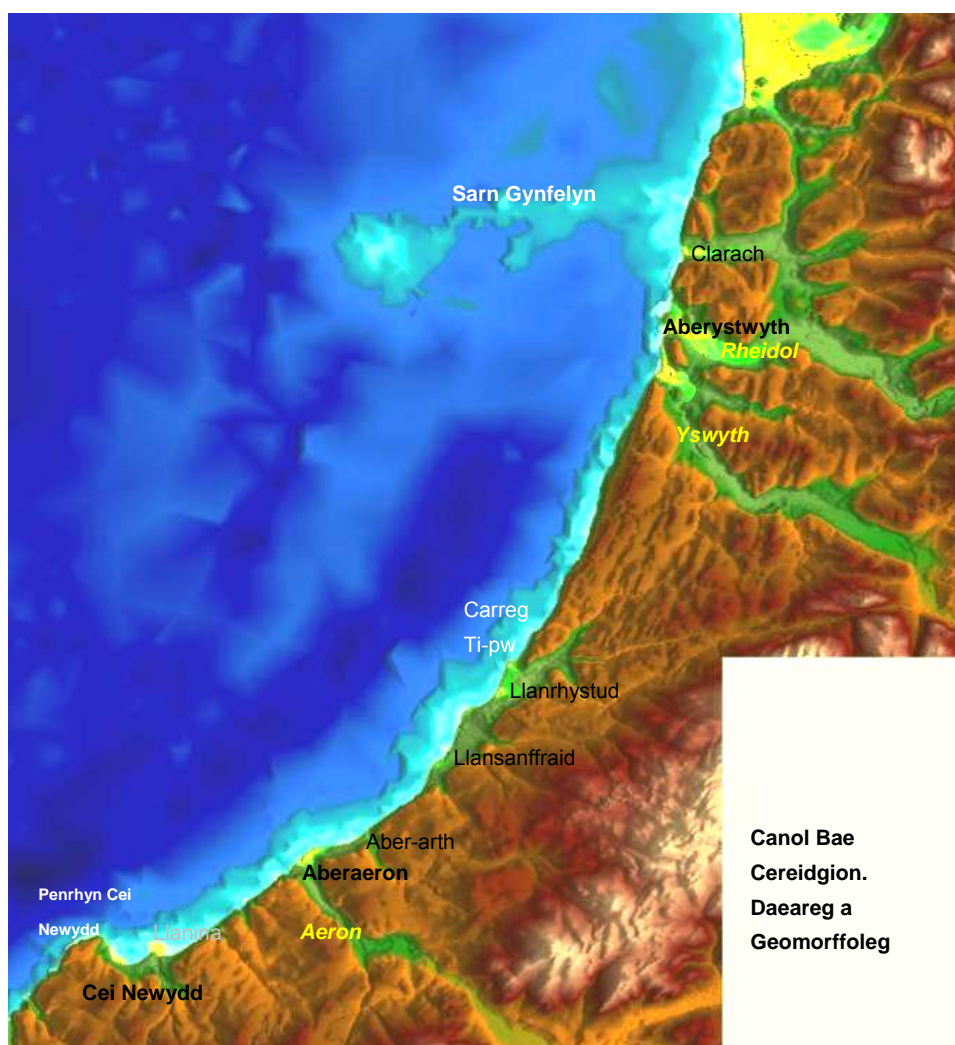 Sarn Gynfelyn
Clarach
Aberystwyth
Rheidol
Yswyth
Carreg
Ti-pw
Llanrhystud
Llansanffraid
Aber-arth
Aberaeron
Penrhyn Cei
Newydd
Llanina
Aeron
Cei Newydd
Canol Bae
Cereidgion.
Daeareg a
Geomorffoleg